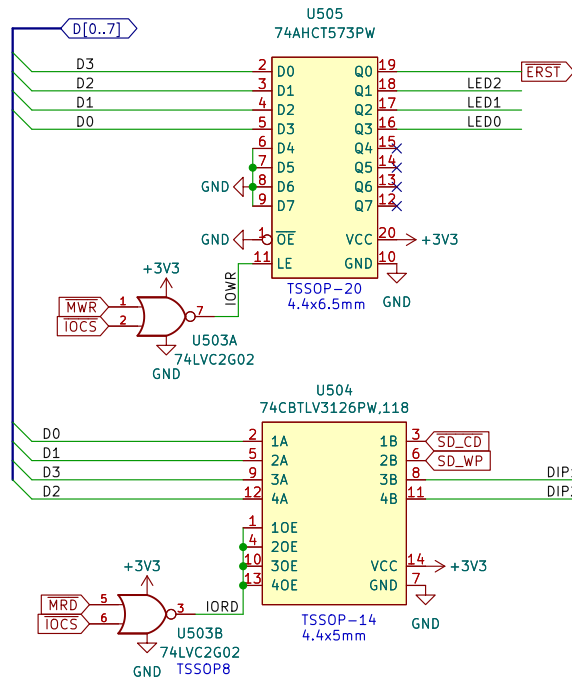 U505
74AHCT573PW
D[0..7]
D3 2 D0 Q0 19 ERST
D2 3 D1 Q1 18 LED2
D1 4 D2 Q2 17 LED1
D0 5 D3 Q3 16 LED0
6 D4 Q4 15
7 D5 Q5 14
GND 8 D6 Q6 13
9 D7 Q7 12
GND 1 OE VCC 20 +3V3
11 LE GND 10
+3V3
IOWR
TSSOP-20
4.4x6.5mm
GND
MWR 1
7
IOCS 2
U503A
74LVC2G02
GND
U504
74CBTLV3126PW,118
D0 2 1A 1B 3 SD_CD
D1 5 2A 2B 6 SD_WP
D3 9 3A 3B 8 DIP
D2 12 4A 4B 11 DIP
1 1OE
4 2OE
10 3OE VCC 14 +3V3
13 4OE GND 7
+3V3
MRD 5
3 IORD
IOCS 6
TSSOP-14
4.4x5mm
GND
U503B
74LVC2G02
GND TSSOP8